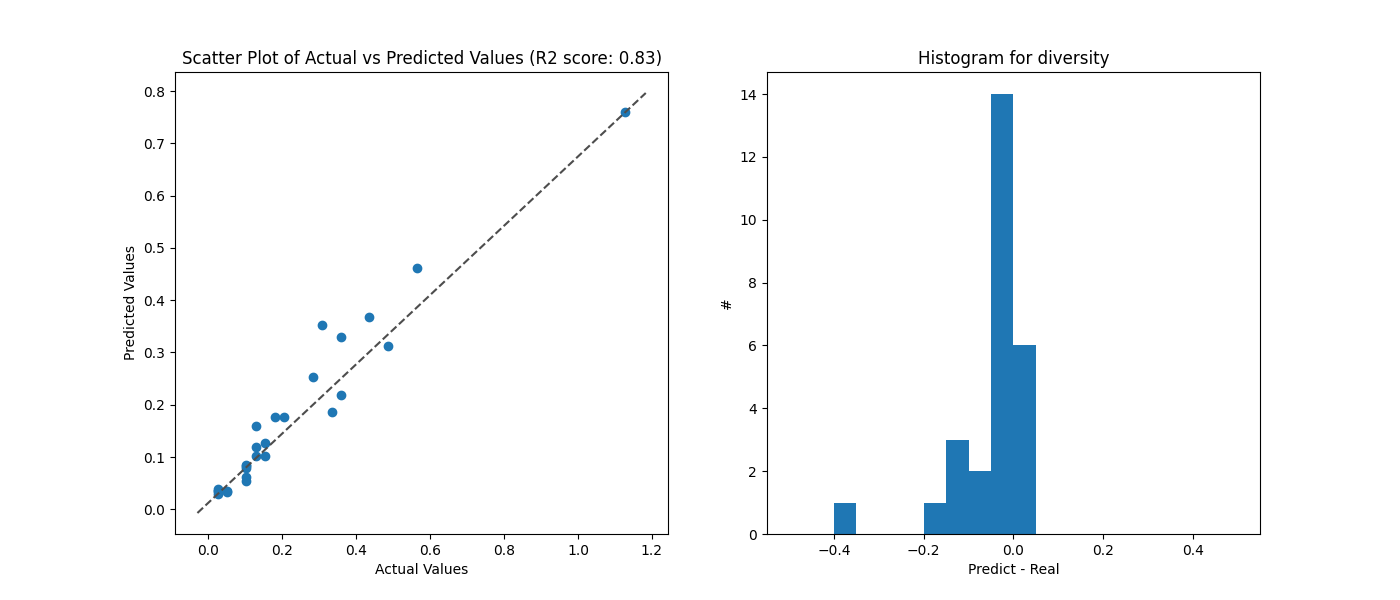 Scatter Plot of Actual vs Predicted Values (R2 score: 0.83)
0.8
0.7
0.6
0.5
0.4
0.3
0.2
0.1
0.0
Predicted Values
0.0 0.2 0.4 0.6 0.8 1.0 1.2
Actual Values
Histogram for diversity
14
12
10
8
6
4
2
0
#
−0.4 −0.2 0.0 0.2 0.4
Predict - Real